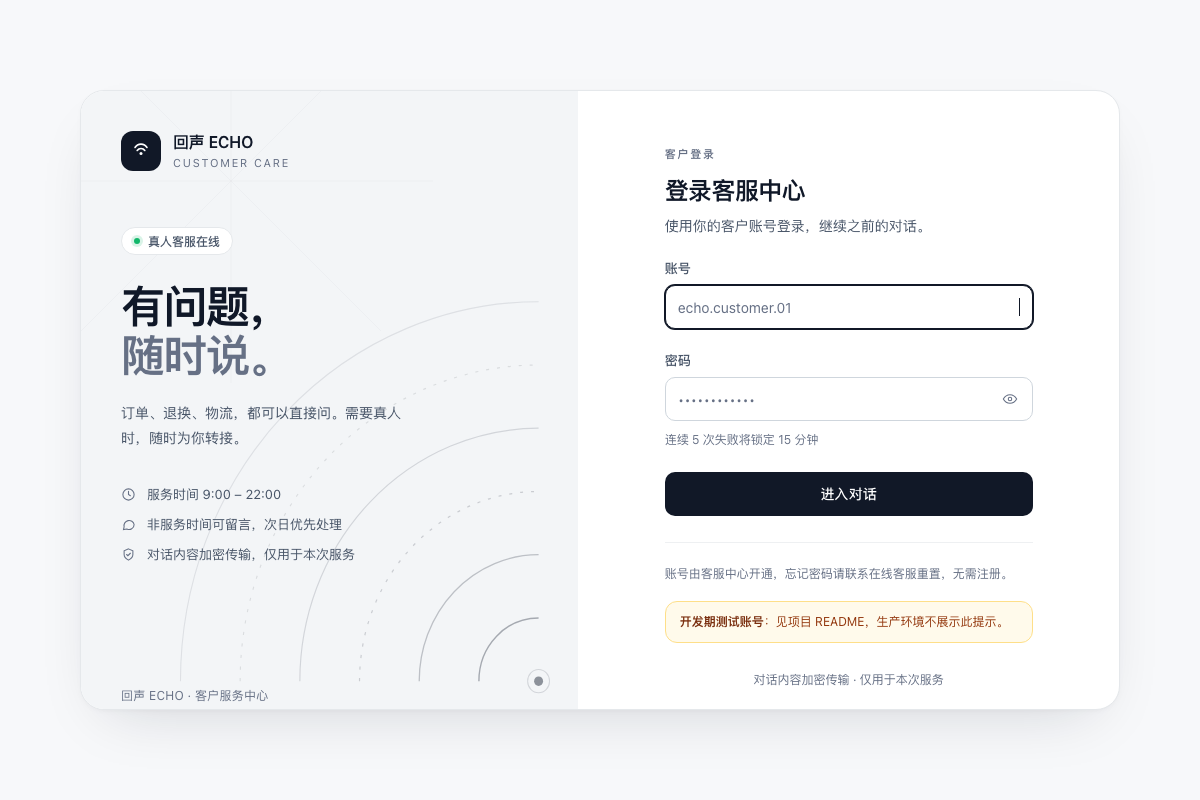 回声 ECHO
CUSTOMER CARE
真人客服在线
有问题，
随时说。
订单、退换、物流，都可以直接问。需要真人
时，随时为你转接。
服务时间 9:00 – 22:00
非服务时间可留言，次日优先处理
对话内容加密传输，仅用于本次服务
回声 ECHO · 客户服务中心
客户登录
登录客服中心
使用你的客户账号登录，继续之前的对话。
账号
echo.customer.01
密码
••••••••••••
连续 5 次失败将锁定 15 分钟
进入对话
账号由客服中心开通，忘记密码请联系在线客服重置，无需注册。
开发期测试账号：见项目 README，生产环境不展示此提示。
对话内容加密传输 · 仅用于本次服务